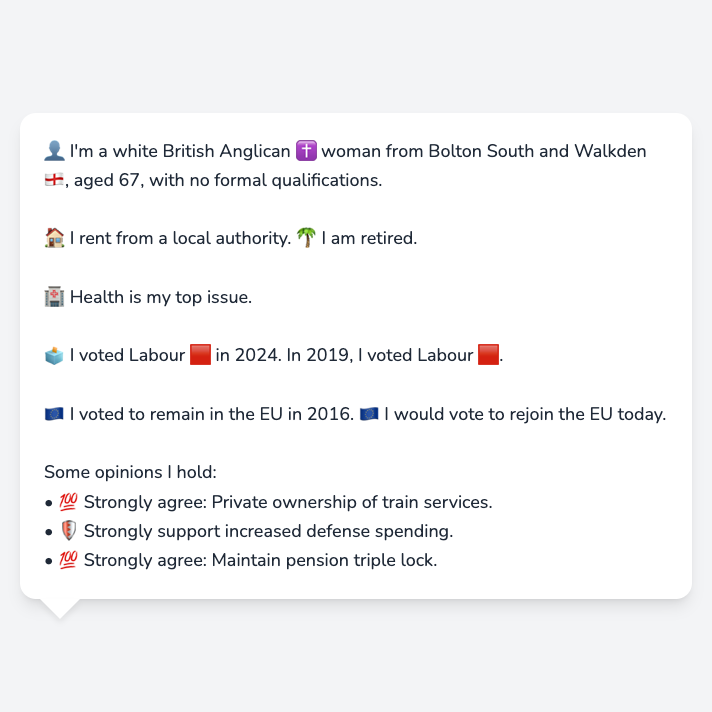 👤 I'm a white British Anglican ✝️ woman from Bolton South and Walkden
🏴󠁧󠁢󠁥󠁮󠁧󠁿, aged 67, with no formal qualifications.
🏠 I rent from a local authority. 🌴 I am retired.
🏥 Health is my top issue.
🗳️ I voted Labour 🟥 in 2024. In 2019, I voted Labour 🟥.
🇪🇺 I voted to remain in the EU in 2016. 🇪🇺 I would vote to rejoin the EU today.
Some opinions I hold:
• 💯 Strongly agree: Private ownership of train services.
• 🛡️ Strongly support increased defense spending.
• 💯 Strongly agree: Maintain pension triple lock.